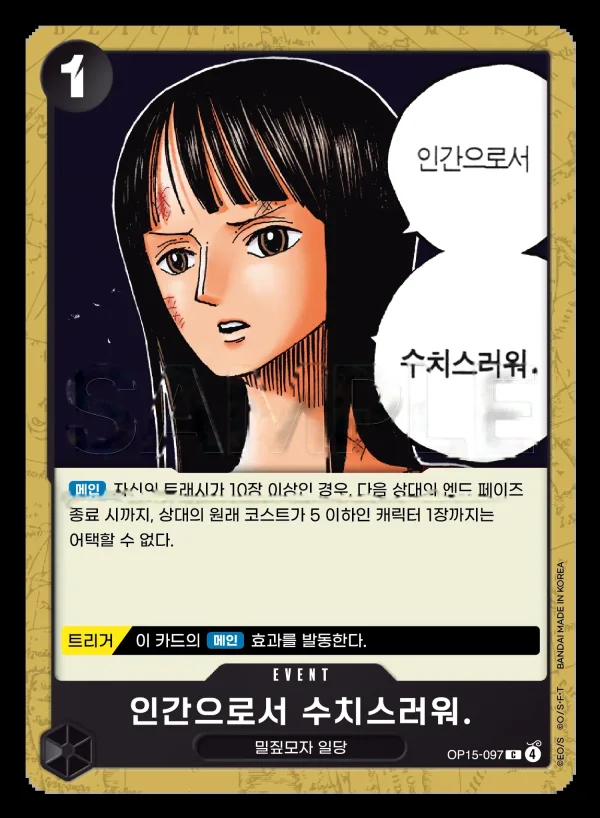 1
인간으로서
수치스러워.
SAMPLE
메인 자신의 트래시가 10장 이상인 경우, 다음 상대의 엔드 페이즈
종료 시까지, 상대의 원래 코스트가 5 이하인 캐릭터 1장까지는
어택할 수 없다.
트리거 이 카드의 메인 효과를 발동한다.
EVENT
인간으로서 수치스러워.
밀짚모자 일당
OP15-097 C 4
©EO/S ©O/S·F·T BANDAI MADE IN KOREA